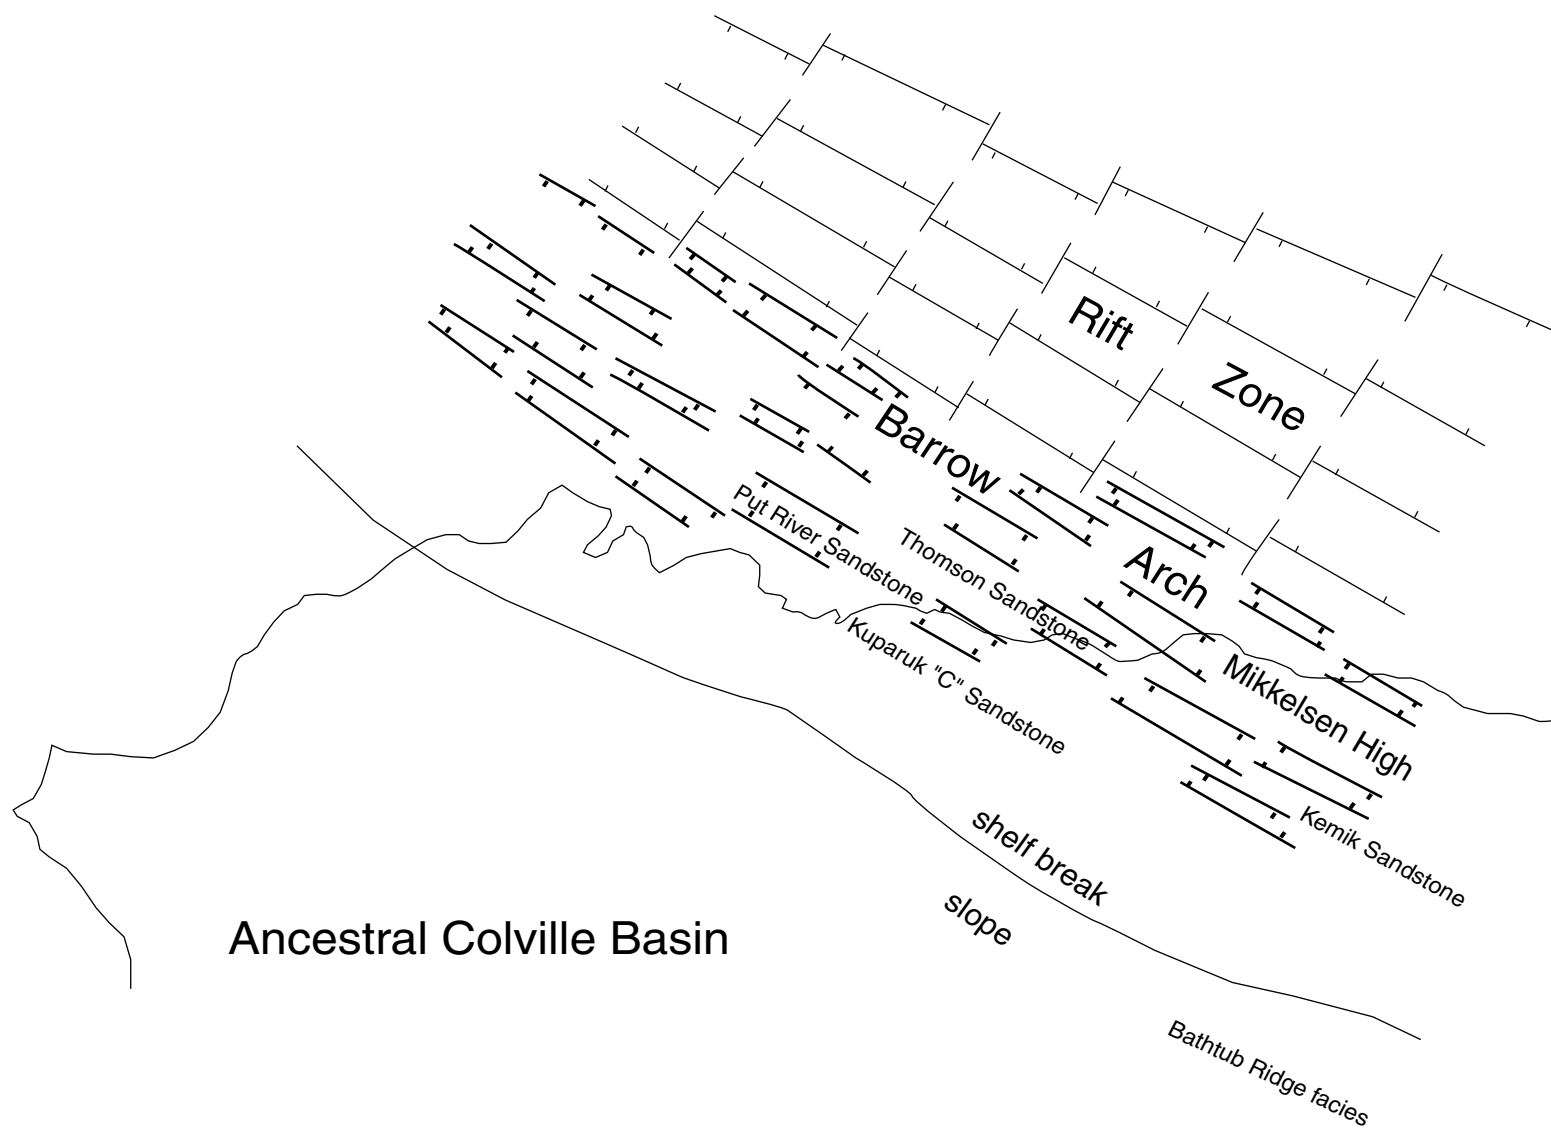 Rift
Zone
Barrow
Put River Sandstone
Thomson Sandstone
Arch
Kuparuk "C" Sandstone
Mikkelsen High
shelf break
Kemik Sandstone
slope
Ancestral Colville Basin
Bathtub Ridge facies